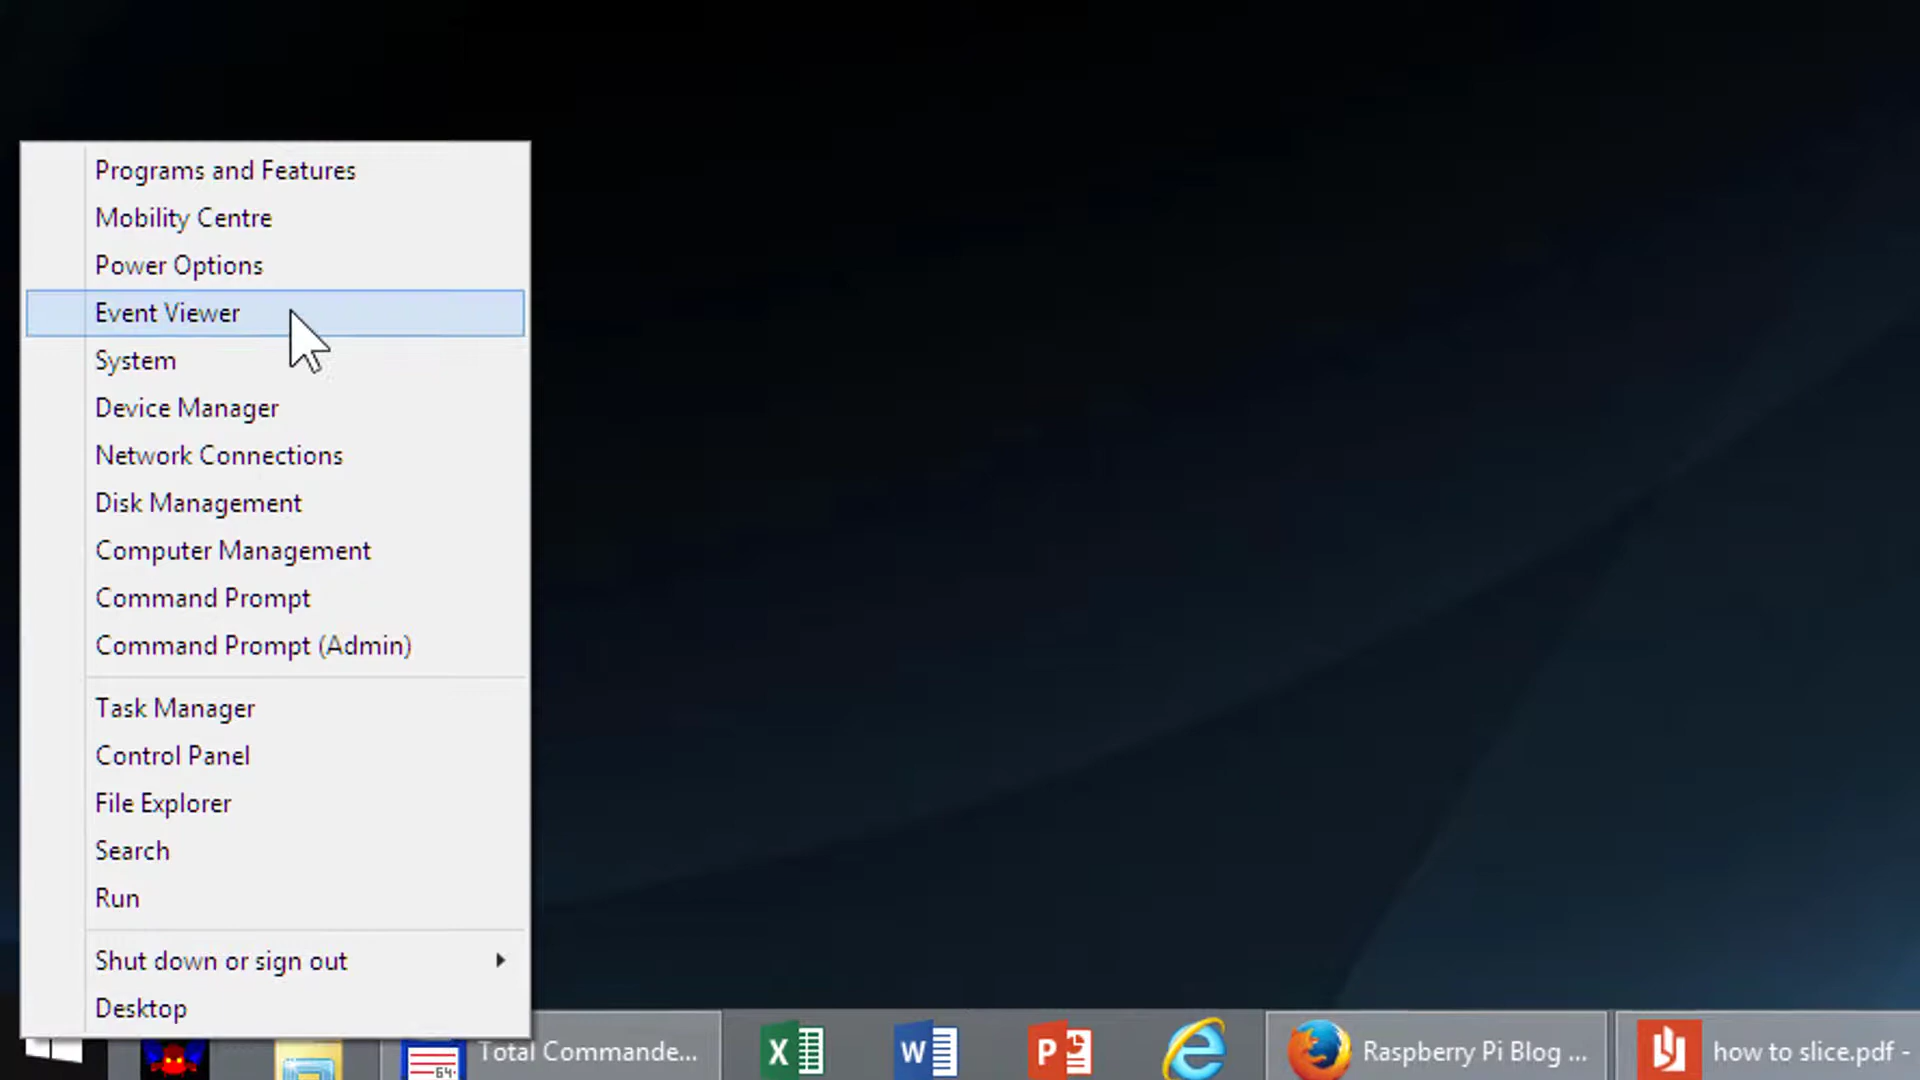 Programs and Features
Mobility Centre
Power Options
Event Viewer
System
Device Manager
Network Connections
Disk Management
Computer Management
Command Prompt
Command Prompt (Admin)
Task Manager
Control Panel
File Explorer
Search
Run
Shut down or sign out
Desktop
64
Total Commande...
X
W
P
Raspberry Pi Blog ...
how to slice.pdf -